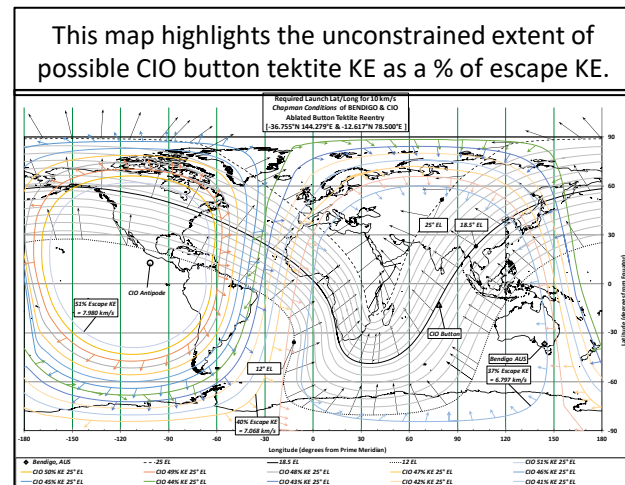 This map highlights the unconstrained extent of
possible CIO button tektite KE as a % of escape KE.
Required Launch Lat/Long for 10 km/s
Chapman Conditions of BENDIGO & CIO
Ablated Button Tektite Reentry
[-36.755°N 144.279°E & -12.617°N 78.500°E ]
90
60
30
0
-30
-60
-90
Latitude (degrees from Equator)
25° EL
18.5° EL
CIO Antipode
51% Escape KE
= 7.980 km/s
CIO Button
Bendigo AUS
12° EL
37% Escape KE
= 6.797 km/s
40% Escape KE
= 7.068 km/s
-180 -150 -120 -90 -60 -30 0 30 60 90 120 150 180
Longitude (degrees from Prime Meridian)
Bendigo, AUS -25 EL 18.5 EL 12 EL CIO 51% KE 25° EL
CIO 50% KE 25° EL CIO 49% KE 25° EL CIO 48% KE 25° EL CIO 47% KE 25° EL CIO 46% KE 25° EL
CIO 45% KE 25° EL CIO 44% KE 25° EL CIO 43% KE 25° EL CIO 42% KE 25° EL CIO 41% KE 25° EL